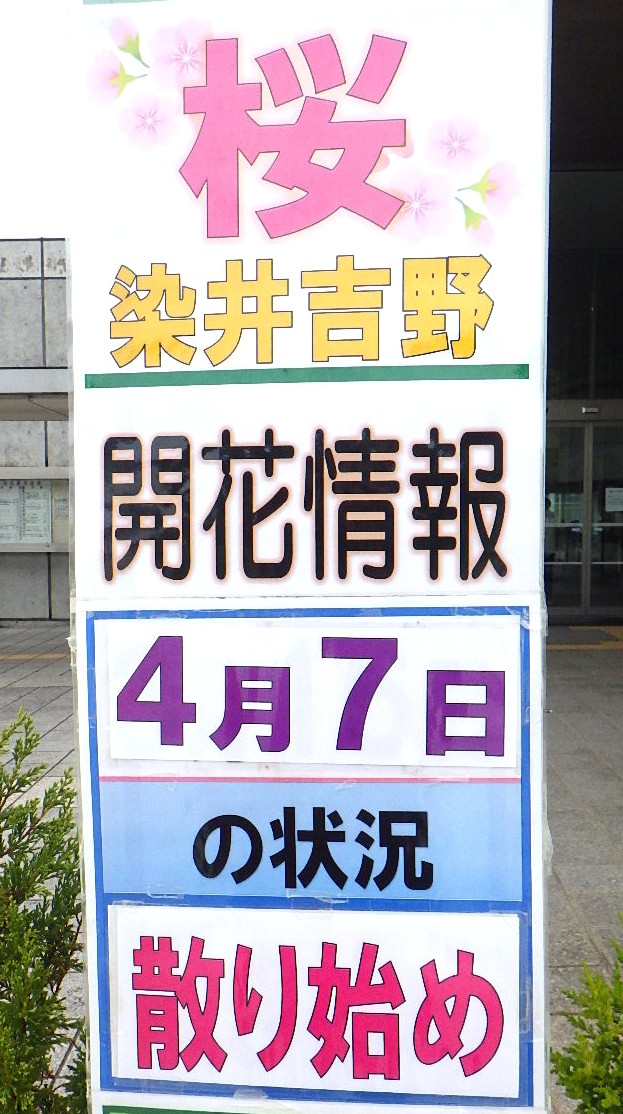 桜
染井吉野
開花情報
4月7日
の状況
散り始め